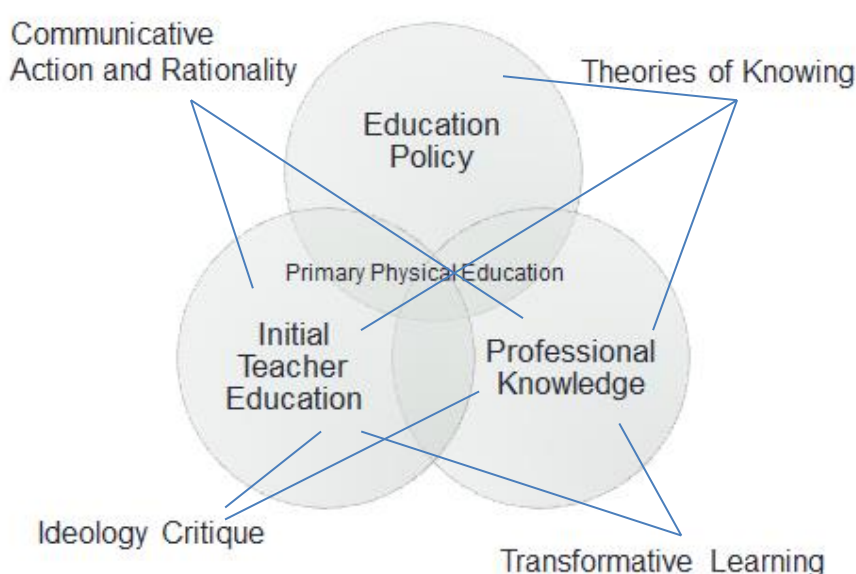 Communicative
Action and Rationality
Theories of Knowing
Education
Policy
Primary Physical Education
Initial
Teacher
Education
Professional
Knowledge
Ideology Critique
Transformative Learning